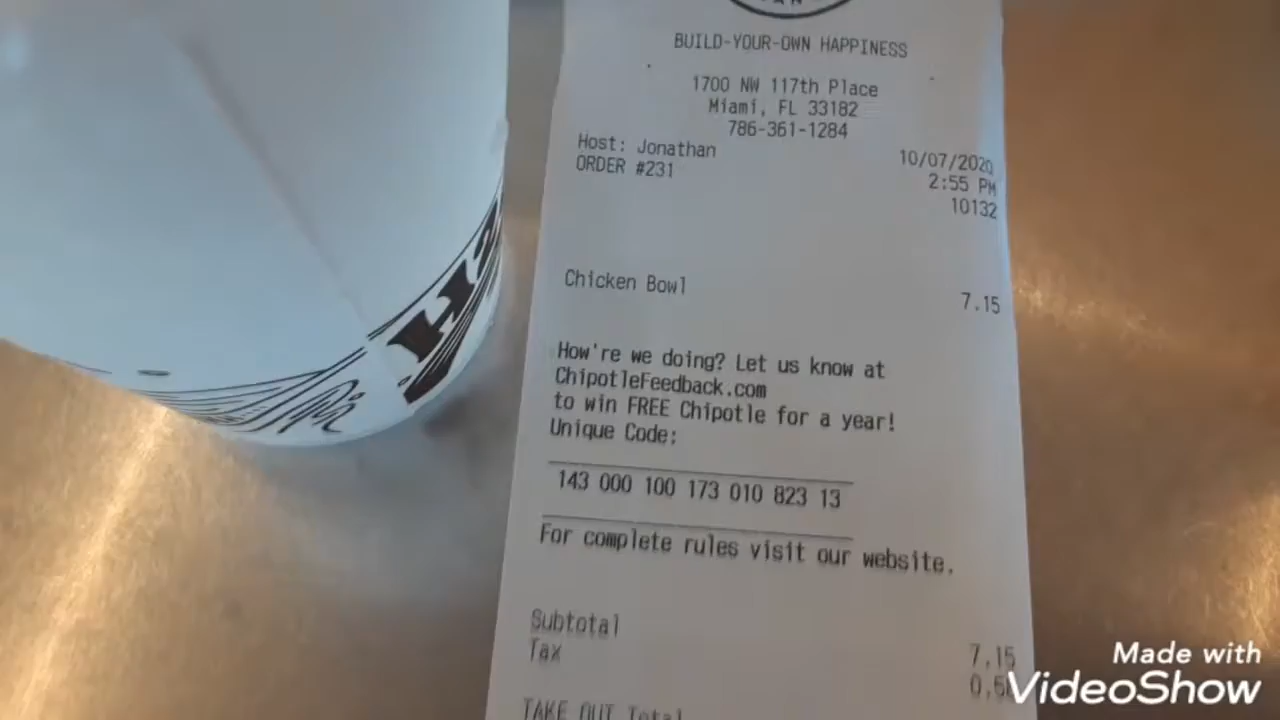 BUILD-YOUR-OWN HAPPINESS
1700 NW 117th Place
Miami, FL 33182
786-361-1284
Host: Jonathan
10/07/2020
ORDER #231
2:55 PM
10132
Chicken Bowl
7.15
How're we doing? Let us know at
ChipotleFeedback.com
to win FREE Chipotle for a year!
Unique Code:
143 000 100 173 010 823 13
For complete rules visit our website.
Subtotal
7.15
Tax
TAKE OUT Total
Made with
VideoShow